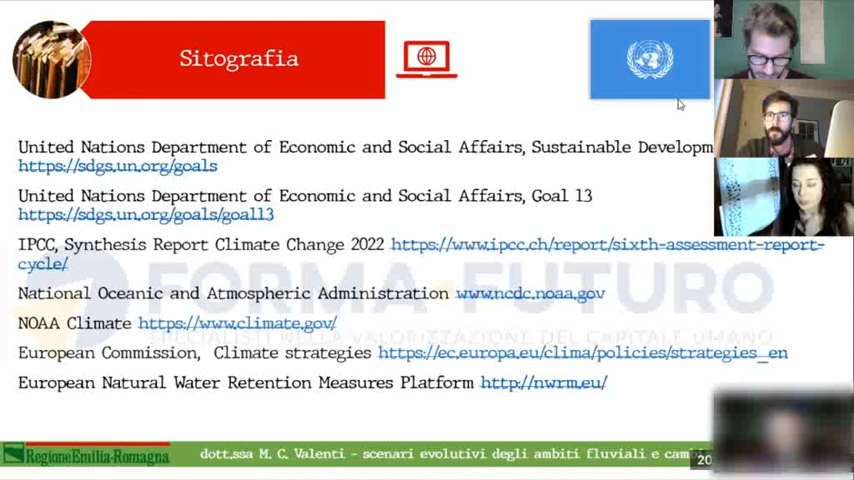 Sitografia
United Nations Department of Economic and Social Affairs, Sustainable Developm
https://sdgs.un.org/goals
United Nations Department of Economic and Social Affairs, Goal 13
https://sdgs.un.org/goals/goal13
IPCC, Synthesis Report Climate Change 2022 https://www.ipcc.ch/report/sixth-assessment-report-
cycle/
FORMA FUTURO
National Oceanic and Atmospheric Administration www.ncdc.noaa.gov
NOAA Climate https://www.climate.gov/
SPECIALISTI NELLA VALORIZZAZIONE DEL CAPITALE UMANO
European Commission, Climate strategies https://ec.europa.eu/clima/policies/strategies_en
European Natural Water Retention Measures Platform http://nwrm.eu/
RegioneEmilia-Romagna
dott.ssa M. C. Valenti - scenari evolutivi degli ambiti fluviali e cambi
20